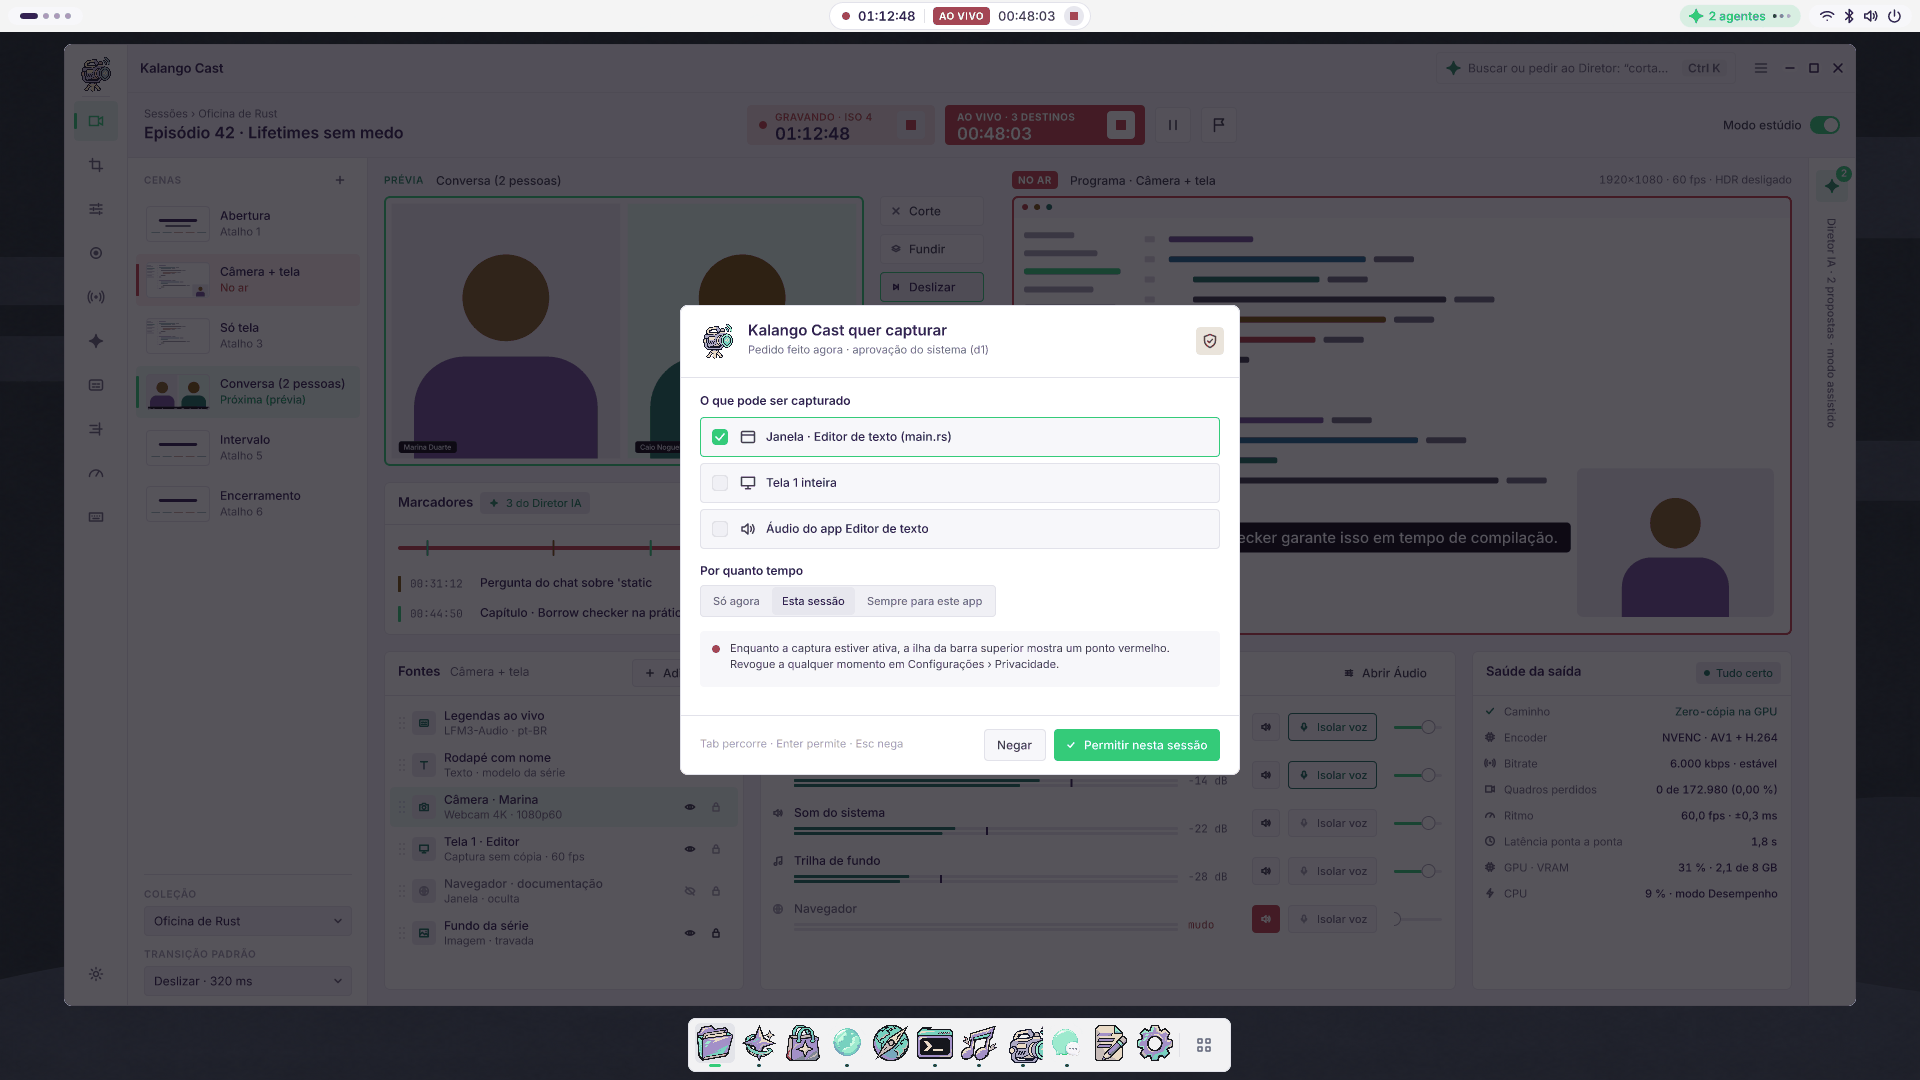 01:12:48 AO VIVO 00:48:03
2 agentes
Kalango Cast
Buscar ou pedir ao Diretor: "corta... Ctrl K
Sessões › Oficina de Rust
Episódio 42 · Lifetimes sem medo
GRAVANDO · ISO 4
01:12:48
AO VIVO · 3 DESTINOS
00:48:03
Modo estúdio
CENAS
Abertura
Atalho 1
Câmera + tela
No ar
Só tela
Atalho 3
Conversa (2 pessoas)
Próxima (prévia)
Intervalo
Atalho 5
Encerramento
Atalho 6
COLEÇÃO
Oficina de Rust
TRANSIÇÃO PADRÃO
Deslizar · 320 ms
PRÉVIA Conversa (2 pessoas)
Marina Duarte
Caio Nogue
Corte
Fundir
Deslizar
NO AR Programa · Câmera + tela
1920×1080 · 60 fps · HDR desligado
ecker garante isso em tempo de compilação.
2
Diretor IA · 2 propostas · modo assistido
Kalango Cast quer capturar
Pedido feito agora · aprovação do sistema (d1)
O que pode ser capturado
Janela · Editor de texto (main.rs)
Tela 1 inteira
Áudio do app Editor de texto
Por quanto tempo
Só agora Esta sessão Sempre para este app
Enquanto a captura estiver ativa, a ilha da barra superior mostra um ponto vermelho.
Revogue a qualquer momento em Configurações › Privacidade.
Tab percorre · Enter permite · Esc nega
Negar
Permitir nesta sessão
Marcadores
3 do Diretor IA
00:31:12 Pergunta do chat sobre 'static
00:44:50 Capítulo · Borrow checker na prátic
Fontes Câmera + tela
Adi
Legendas ao vivo
LFM3-Audio · pt-BR
Rodapé com nome
Texto · modelo da série
Câmera · Marina
Webcam 4K · 1080p60
Tela 1 · Editor
Captura sem cópia · 60 fps
Navegador · documentação
Janela · oculta
Fundo da série
Imagem · travada
Abrir Áudio
Isolar voz
-14 dB
Isolar voz
Som do sistema
-22 dB
Isolar voz
Trilha de fundo
-28 dB
Isolar voz
Navegador
mudo
Isolar voz
Saúde da saída
Tudo certo
Caminho Zero-cópia na GPU
Encoder NVENC · AV1 + H.264
Bitrate 6.000 kbps · estável
Quadros perdidos 0 de 172.980 (0,00 %)
Ritmo 60,0 fps · ±0,3 ms
Latência ponta a ponta 1,8 s
GPU · VRAM 31 % · 2,1 de 8 GB
CPU 9 % · modo Desempenho